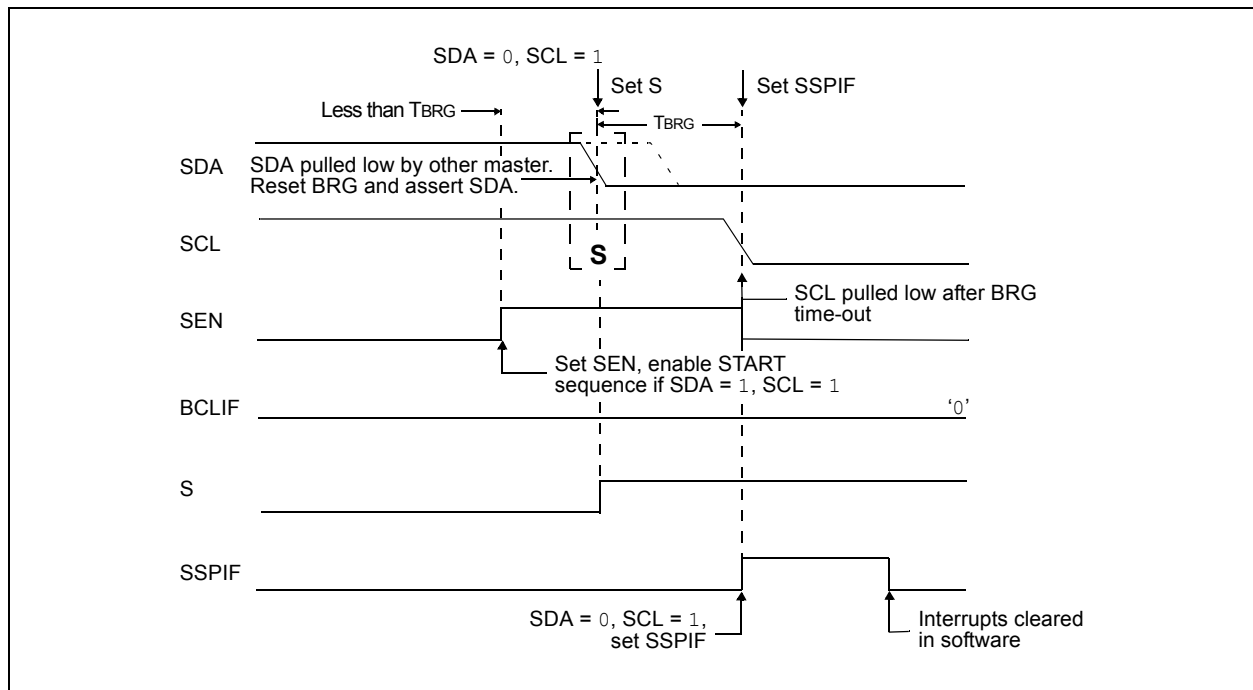 SDA = 0, SCL = 1
Set S
Set SSPIF
Less than TBRG
TBRG
SDA
SDA pulled low by other master.
Reset BRG and assert SDA.
SCL
S
SCL pulled low after BRG
time-out
SEN
Set SEN, enable START
sequence if SDA = 1, SCL = 1
BCLIF
‘0’
S
SSPIF
SDA = 0, SCL = 1,
set SSPIF
Interrupts cleared
in software